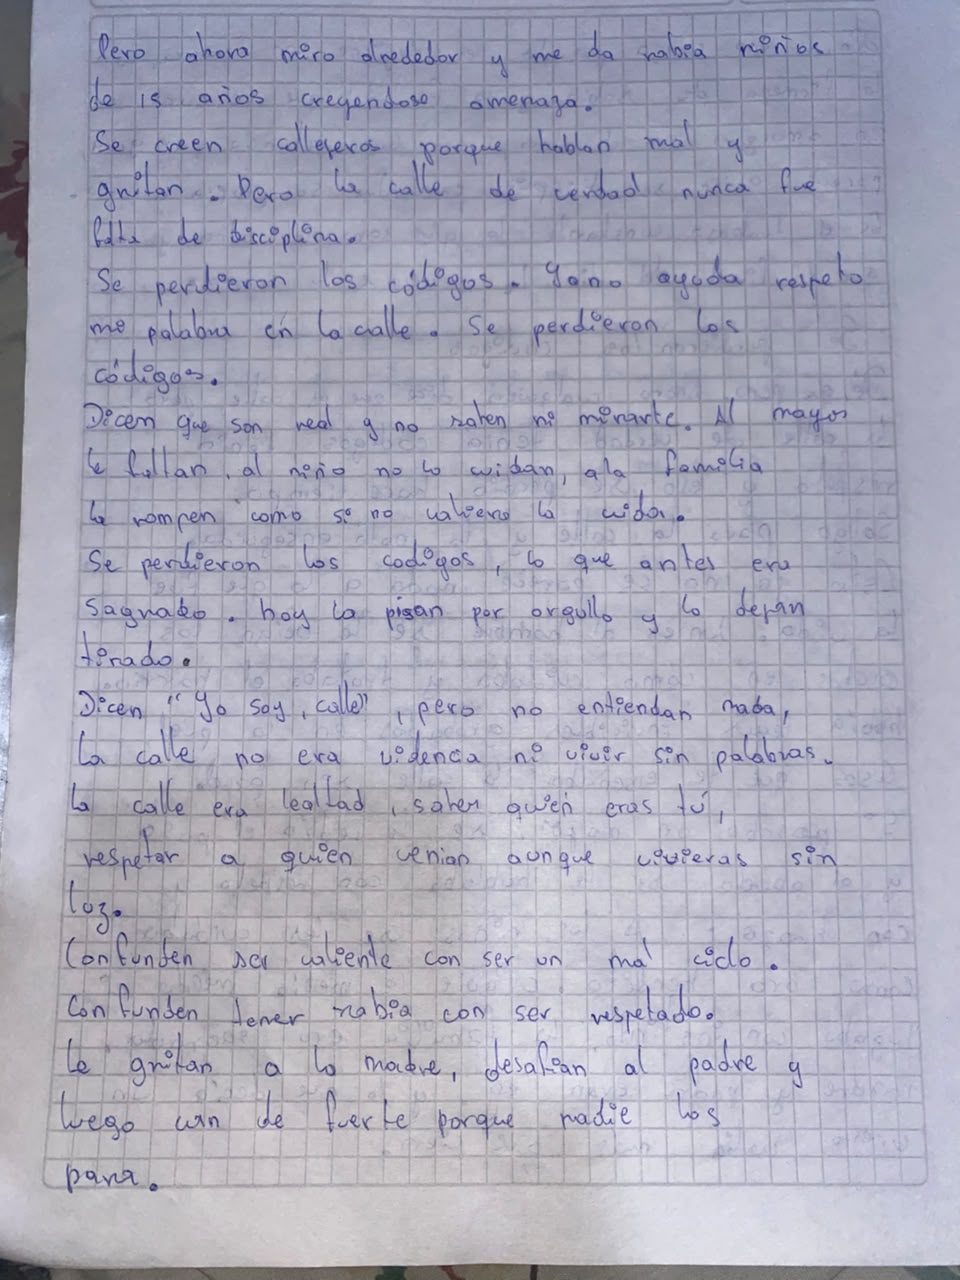 Pero ahora miro alrededor y me da rabia niños
de 15 años creyendose amenaza.
Se creen callejeros porque hablan mal y
gritan. Pero la calle de verdad nunca fue
falta de disciplina.
Se perdieron los códigos. Ya no ayuda respeto
me palabra en la calle. Se perdieron los
códigos.
Dicen que son real y no saben ni mirarte. Al mayor
le faltan, al niño no lo cuidan, a la familia
la rompen como si no valiera la vida.
Se perdieron los codigos, lo que antes era
sagrado. hoy la pisan por orgullo y lo dejan
tirado.
Dicen "Yo soy, calle", pero no entiendan nada,
La calle no era videncia ni vivir sin palabras.
la calle era lealtad, saber quien eras tú,
respetar a quien venian aunque vivieras sin
luz.
Confunden ser valiente con ser un mal cido.
Confunden tener rabia con ser respetado.
Le gritan a la madre, desafian al padre y
luego van de fuerte porque nadie los
para.